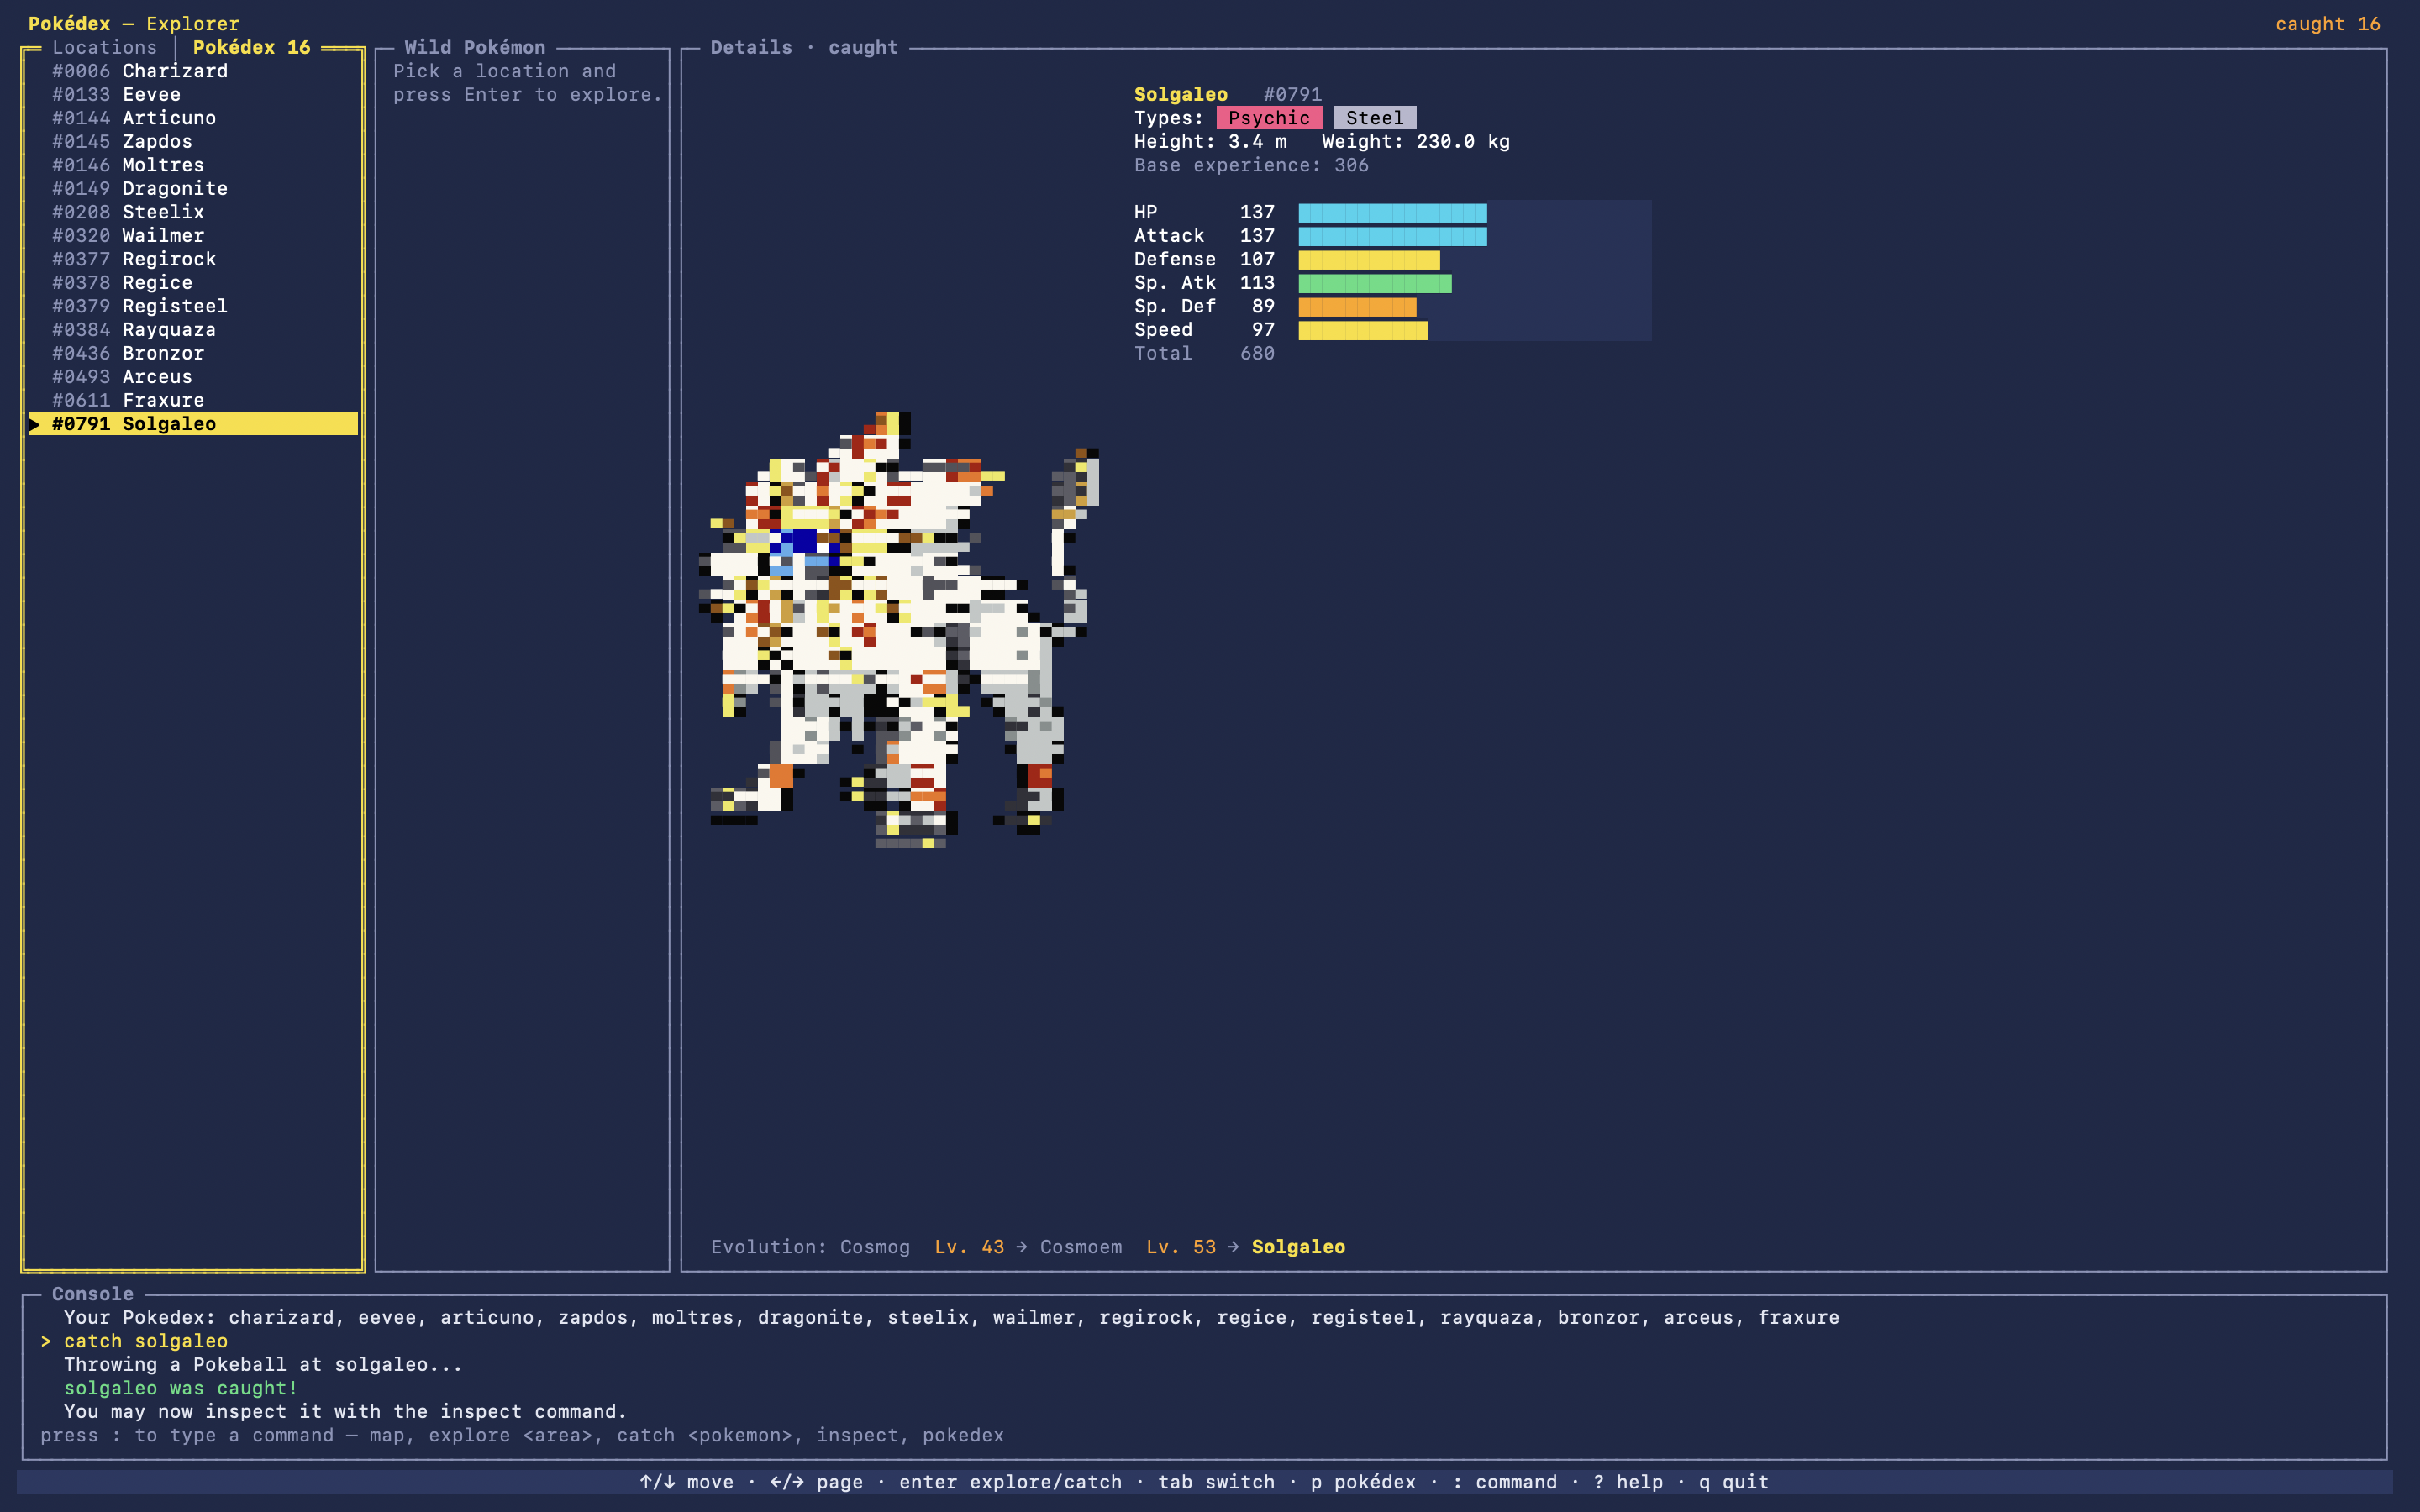 Pokédex — Explorer
caught 16
Locations │ Pokédex 16
#0006 Charizard
#0133 Eevee
#0144 Articuno
#0145 Zapdos
#0146 Moltres
#0149 Dragonite
#0208 Steelix
#0320 Wailmer
#0377 Regirock
#0378 Regice
#0379 Registeel
#0384 Rayquaza
#0436 Bronzor
#0493 Arceus
#0611 Fraxure
▶ #0791 Solgaleo
Wild Pokémon
Pick a location and
press Enter to explore.
Details · caught
Solgaleo #0791
Types: Psychic Steel
Height: 3.4 m Weight: 230.0 kg
Base experience: 306
HP 137
Attack 137
Defense 107
Sp. Atk 113
Sp. Def 89
Speed 97
Total 680
Evolution: Cosmog Lv. 43 → Cosmoem Lv. 53 → Solgaleo
Console
Your Pokedex: charizard, eevee, articuno, zapdos, moltres, dragonite, steelix, wailmer, regirock, regice, registeel, rayquaza, bronzor, arceus, fraxure
> catch solgaleo
Throwing a Pokeball at solgaleo...
solgaleo was caught!
You may now inspect it with the inspect command.
press : to type a command — map, explore <area>, catch <pokemon>, inspect, pokedex
↑/↓ move · ←/→ page · enter explore/catch · tab switch · p pokédex · : command · ? help · q quit